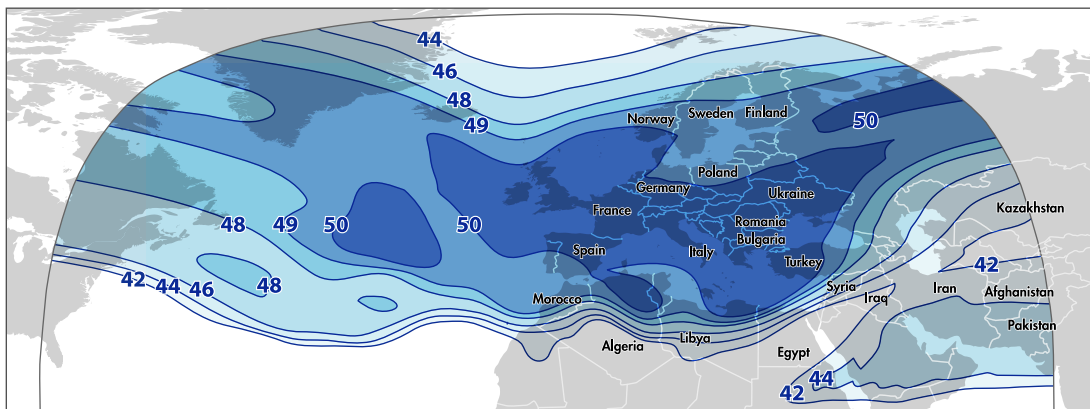 44
46
48
49
50
Norway
Sweden
Finland
Poland
Germany
Ukraine
France
Romania
Bulgaria
Kazakhstan
48
49
50
50
Spain
Italy
Turkey
42
44
46
48
42
Syria
Iraq
Iran
Afghanistan
Morocco
Pakistan
Algeria
Libya
Egypt
44
42